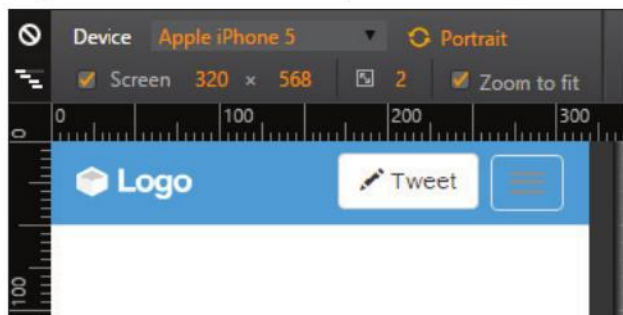 Device Apple iPhone 5 Portrait
Screen 320 × 568 2 Zoom to fit
0 100 200 300
0
Logo Tweet
100